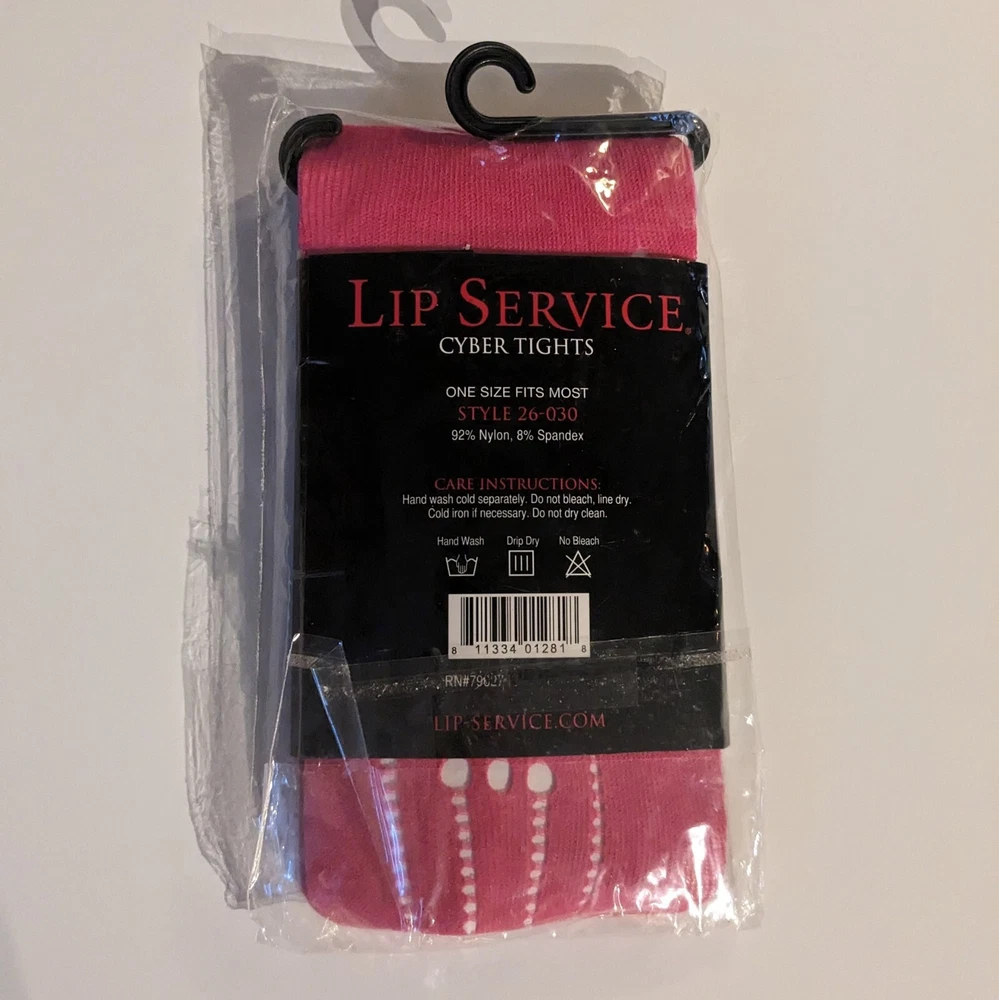 LIP SERVICE
CYBER TIGHTS
ONE SIZE FITS MOST
STYLE 26-030
92% Nylon, 8% Spandex
CARE INSTRUCTIONS:
Hand wash cold separately. Do not bleach, line dry.
Cold iron if necessary. Do not dry clean.
Hand Wash Drip Dry No Bleach
8 11334 01281 8
RN#79027
LIP-SERVICE.COM